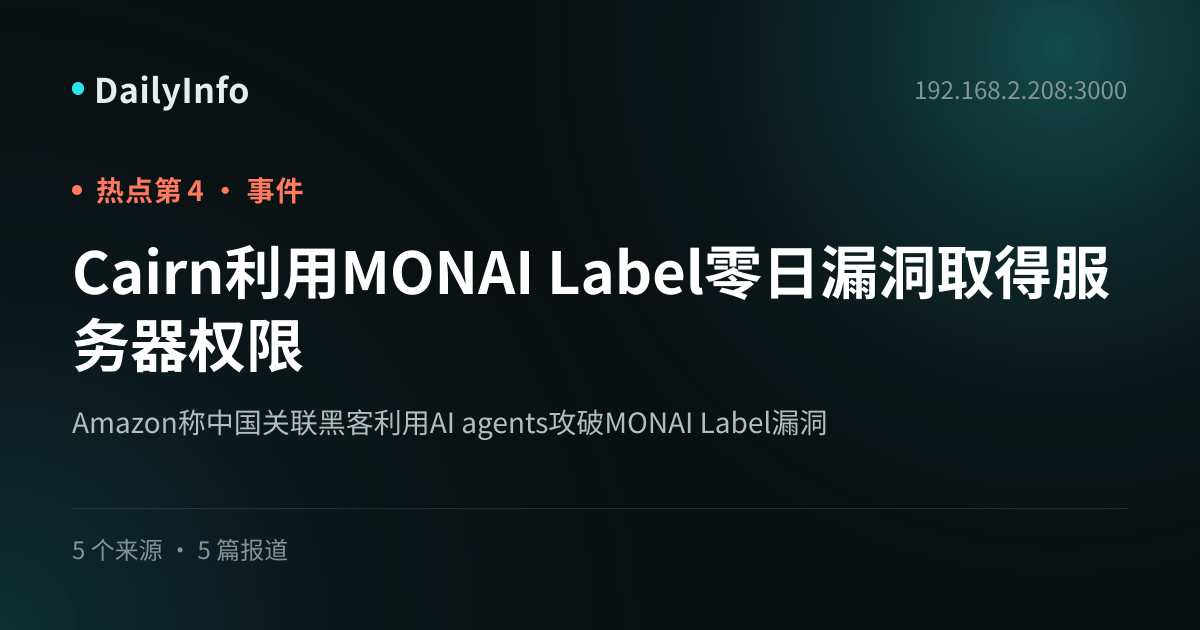 DailyInfo
192.168.2.208:3000
热点第 4 · 事件
Cairn利用MONAI Label零日漏洞取得服
务器权限
Amazon称中国关联黑客利用AI agents攻破MONAI Label漏洞
5 个来源 · 5 篇报道